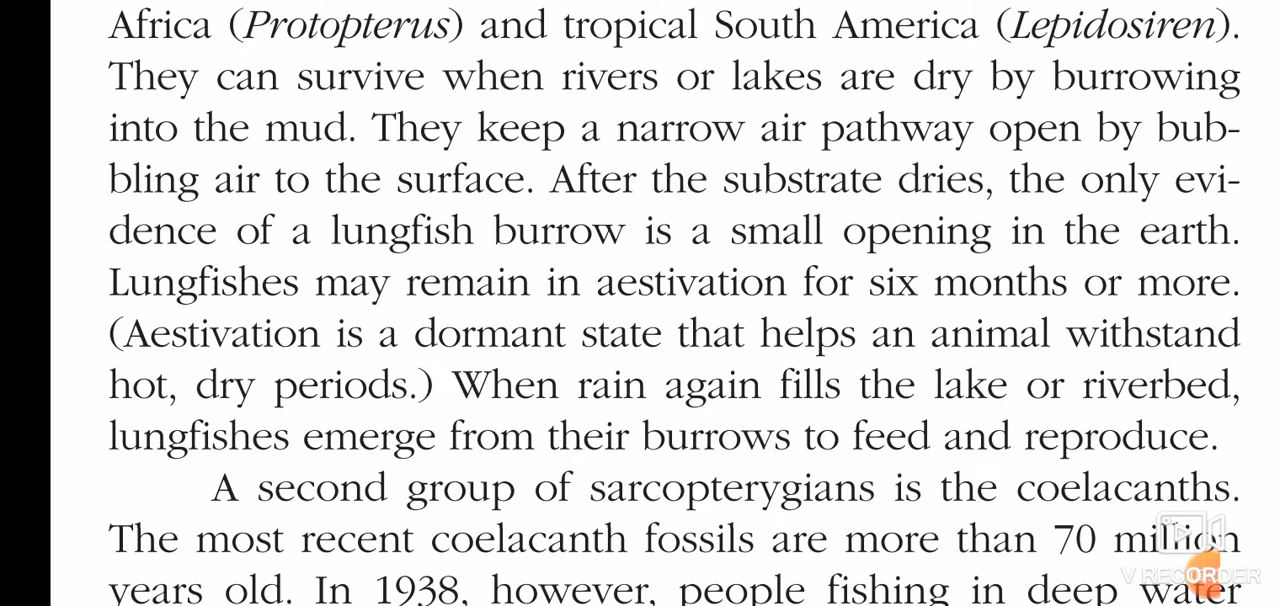 Africa (Protopterus) and tropical South America (Lepidosiren).
They can survive when rivers or lakes are dry by burrowing
into the mud. They keep a narrow air pathway open by bub-
bling air to the surface. After the substrate dries, the only evi-
dence of a lungfish burrow is a small opening in the earth.
Lungfishes may remain in aestivation for six months or more.
(Aestivation is a dormant state that helps an animal withstand
hot, dry periods.) When rain again fills the lake or riverbed,
lungfishes emerge from their burrows to feed and reproduce.
A second group of sarcopterygians is the coelacanths.
The most recent coelacanth fossils are more than 70 million
years old. In 1938, however, people fishing in deep water
V RECORDER